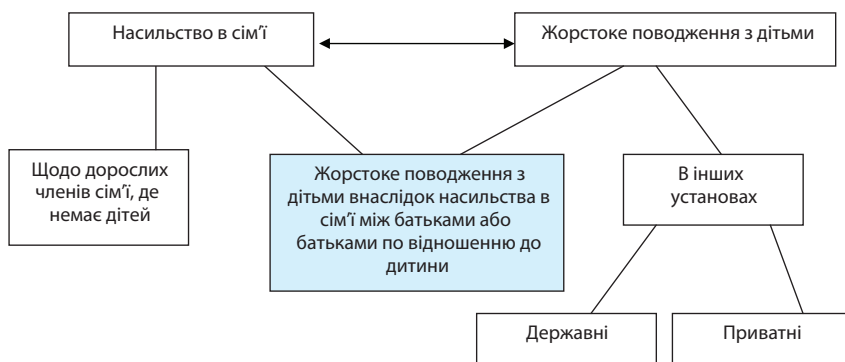 Насильство в сім’ї
Жорстоке поводження з дітьми
Щодо дорослих
членів сім’ї, де
немає дітей
Жорстоке поводження з
дітьми внаслідок насильства в
сім’ї між батьками або
батьками по відношенню до
дитини
В інших
установах
Державні
Приватні